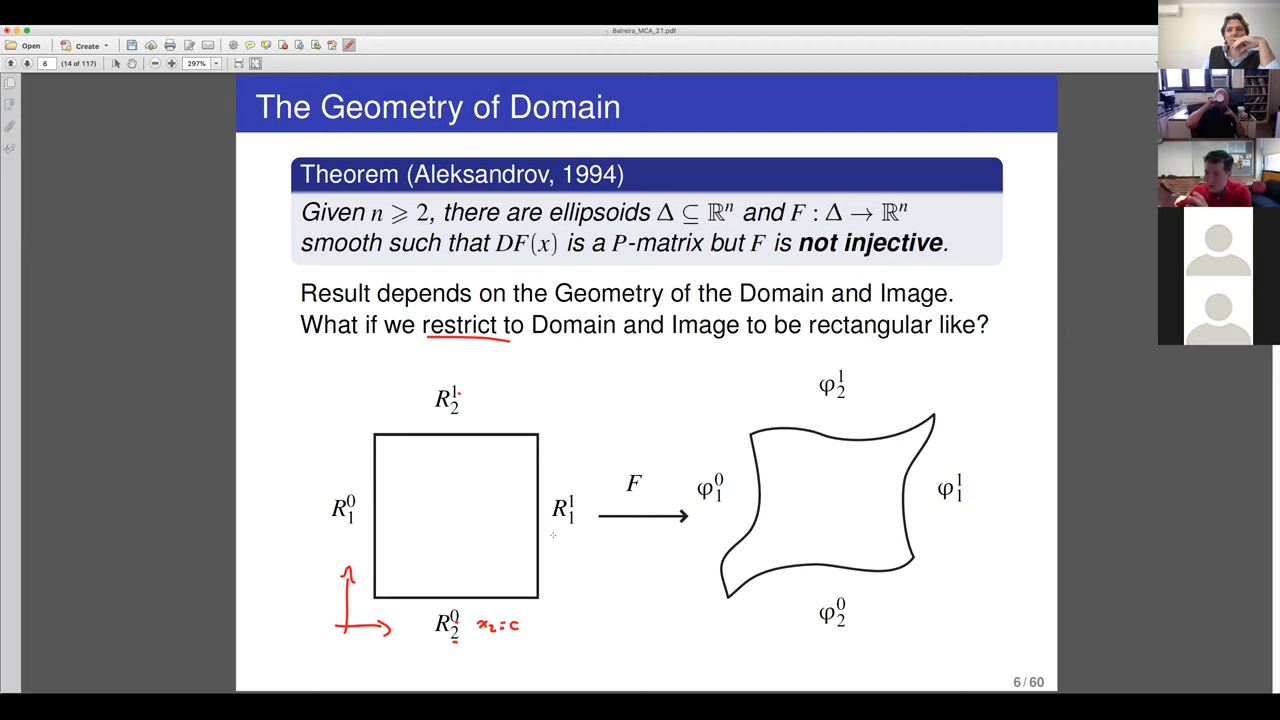 Balreira_MCA_21.pdf
Open Create
6 (14 of 117) 297%
The Geometry of Domain
Theorem (Aleksandrov, 1994)
Given n ⩾ 2, there are ellipsoids Δ ⊆ ℝⁿ and F : Δ → ℝⁿ
smooth such that DF(x) is a P-matrix but F is not injective.
Result depends on the Geometry of the Domain and Image.
What if we restrict to Domain and Image to be rectangular like?
R₂¹
φ₂¹
R₁⁰
R₁¹
F
φ₁⁰
φ₁¹
R₂⁰ x₂=c
φ₂⁰
6 / 60